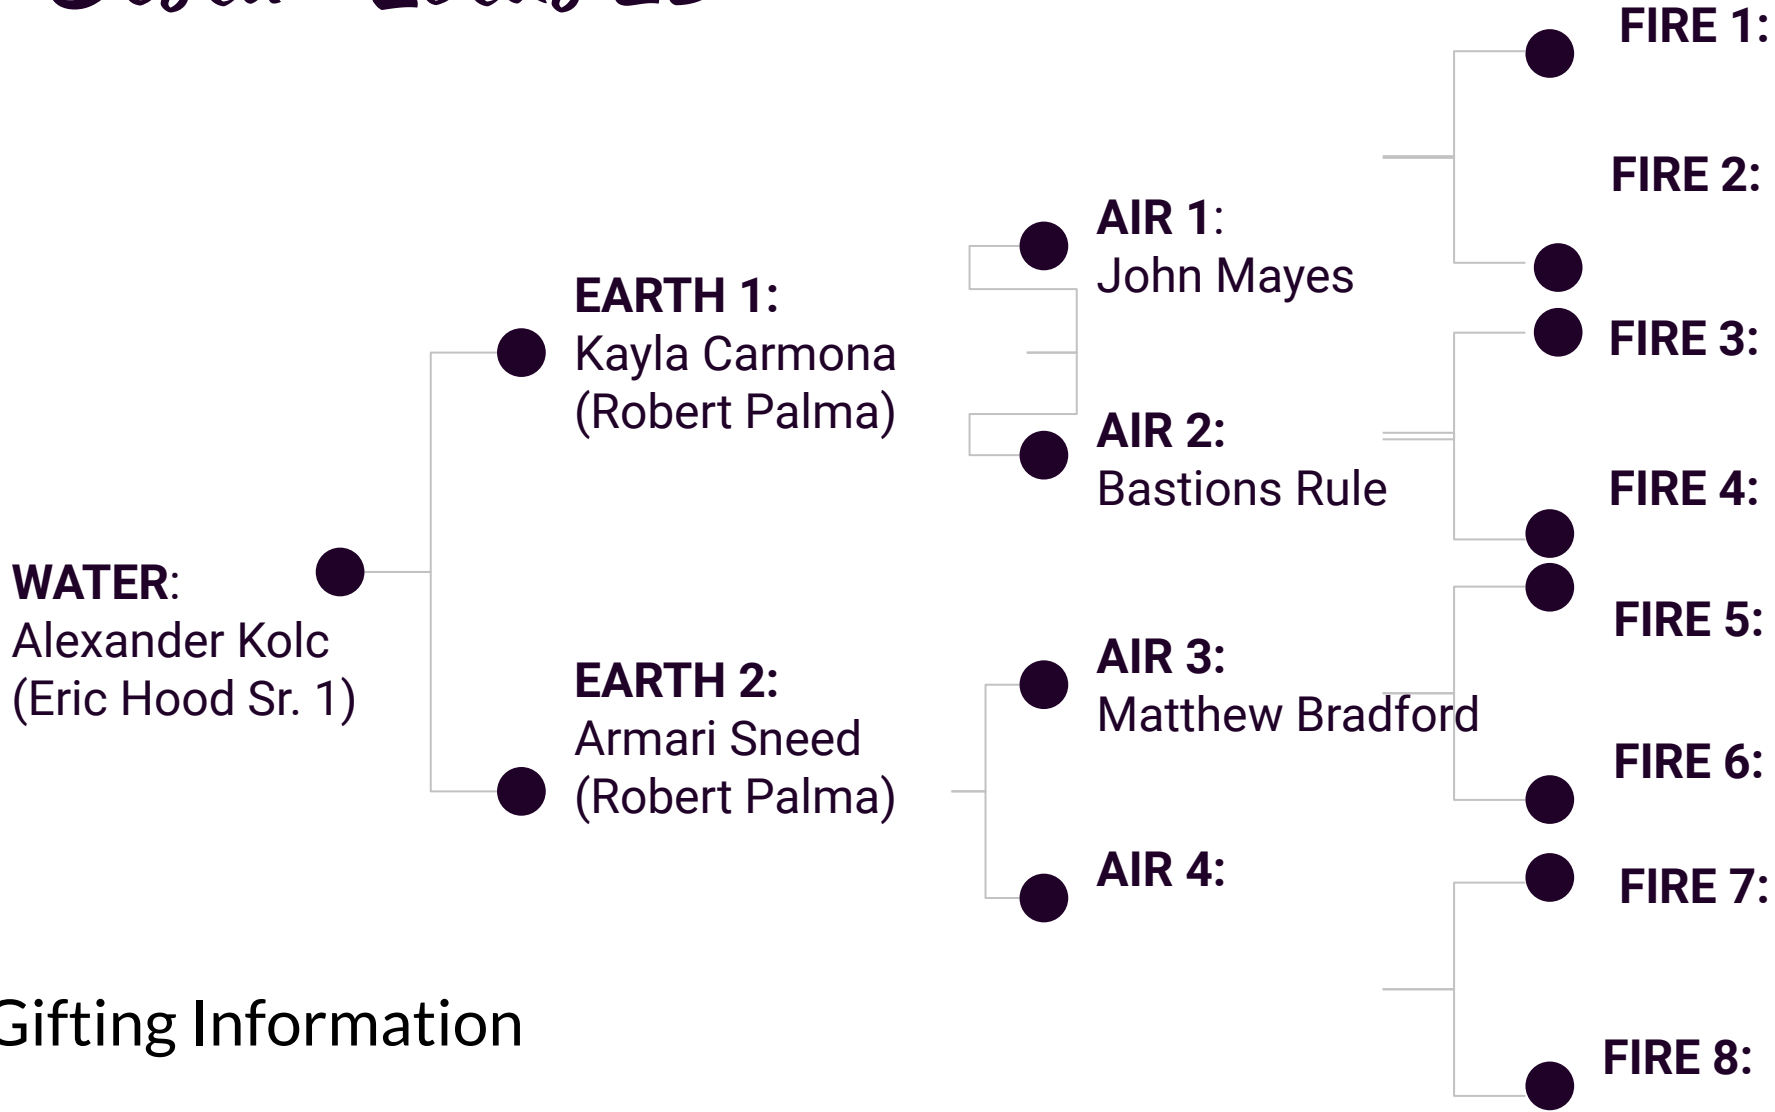 WATER:
Alexander Kolc
(Eric Hood Sr. 1)
EARTH 1:
Kayla Carmona
(Robert Palma)
EARTH 2:
Armari Sneed
(Robert Palma)
AIR 1:
John Mayes
AIR 2:
Bastions Rule
AIR 3:
Matthew Bradford
AIR 4:
FIRE 1:
FIRE 2:
FIRE 3:
FIRE 4:
FIRE 5:
FIRE 6:
FIRE 7:
FIRE 8:
Gifting Information